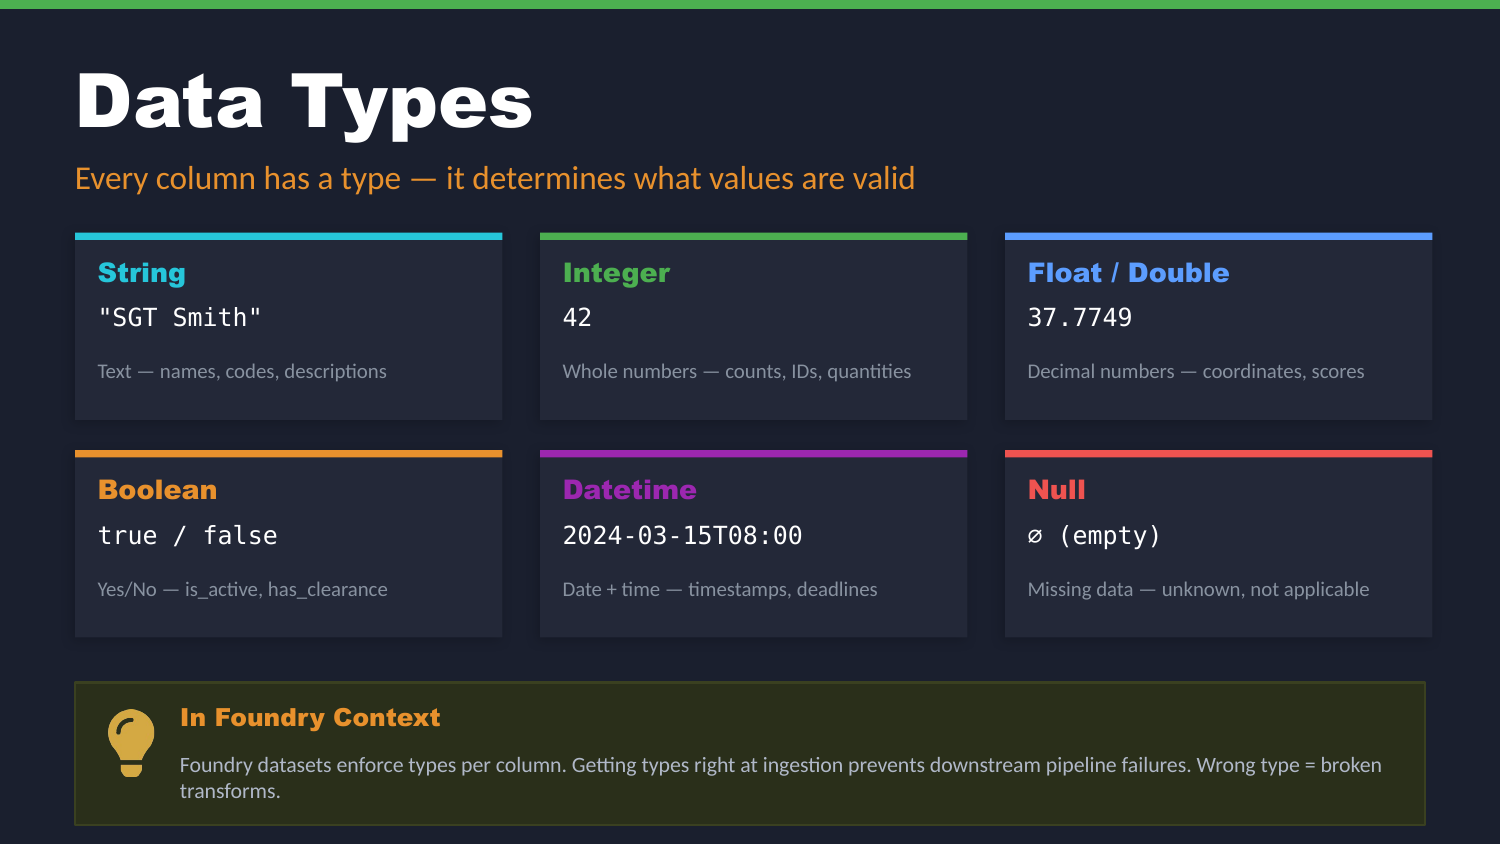 Data Types
Every column has a type — it determines what values are valid
String
"SGT Smith"
Text — names, codes, descriptions
Integer
42
Whole numbers — counts, IDs, quantities
Float / Double
37.7749
Decimal numbers — coordinates, scores
Boolean
true / false
Yes/No — is_active, has_clearance
Datetime
2024-03-15T08:00
Date + time — timestamps, deadlines
Null
∅ (empty)
Missing data — unknown, not applicable
In Foundry Context
Foundry datasets enforce types per column. Getting types right at ingestion prevents downstream pipeline failures. Wrong type = broken
transforms.